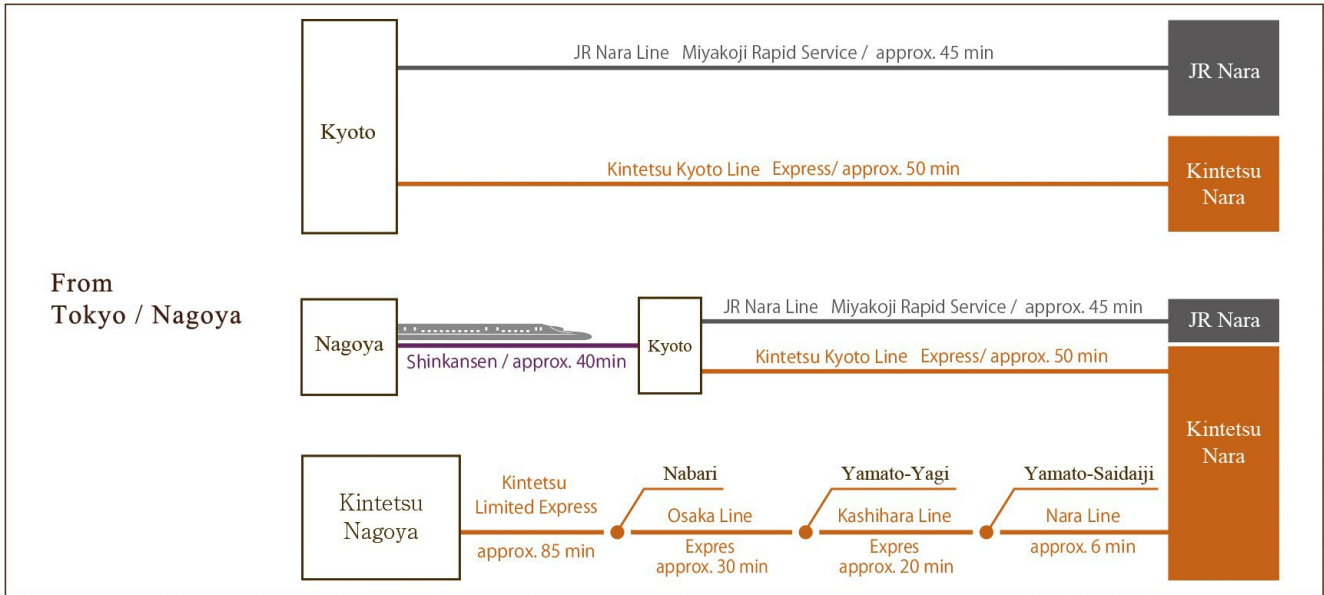 JR Nara Line Miyakoji Rapid Service / approx. 45 min
JR Nara
Kyoto
Kintetsu Kyoto Line Express/ approx. 50 min
Kintetsu
Nara
From
Tokyo / Nagoya
Nagoya
Shinkansen / approx. 40min
Kyoto
JR Nara Line Miyakoji Rapid Service / approx. 45 min
JR Nara
Kintetsu Kyoto Line Express/ approx. 50 min
Kintetsu
Nara
Kintetsu
Nagoya
Kintetsu
Limited Express
approx. 85 min
Nabari
Osaka Line
Expres
approx. 30 min
Yamato-Yagi
Kashihara Line
Expres
approx. 20 min
Yamato-Saidaiji
Nara Line
approx. 6 min